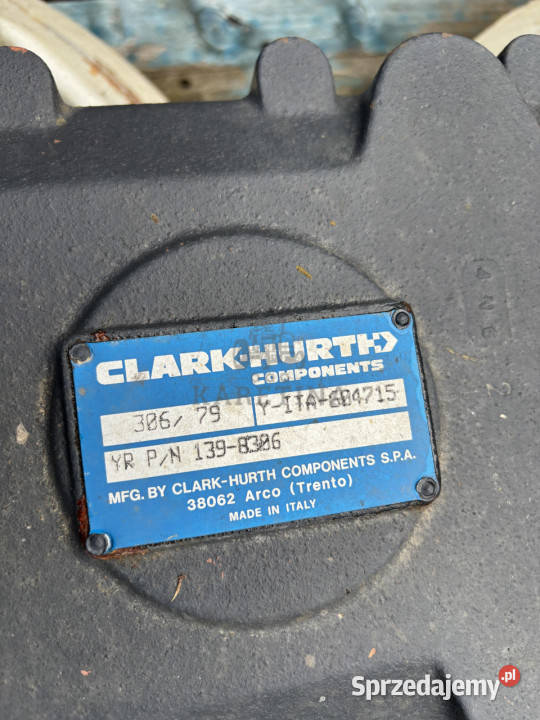 CLARK-HURTH
COMPONENTS
306/ 79 Y-ITA-604715
YR P/N 139-8306
MFG. BY CLARK-HURTH COMPONENTS S.P.A.
38062 Arco (Trento)
MADE IN ITALY
Sprzedajemy.pl